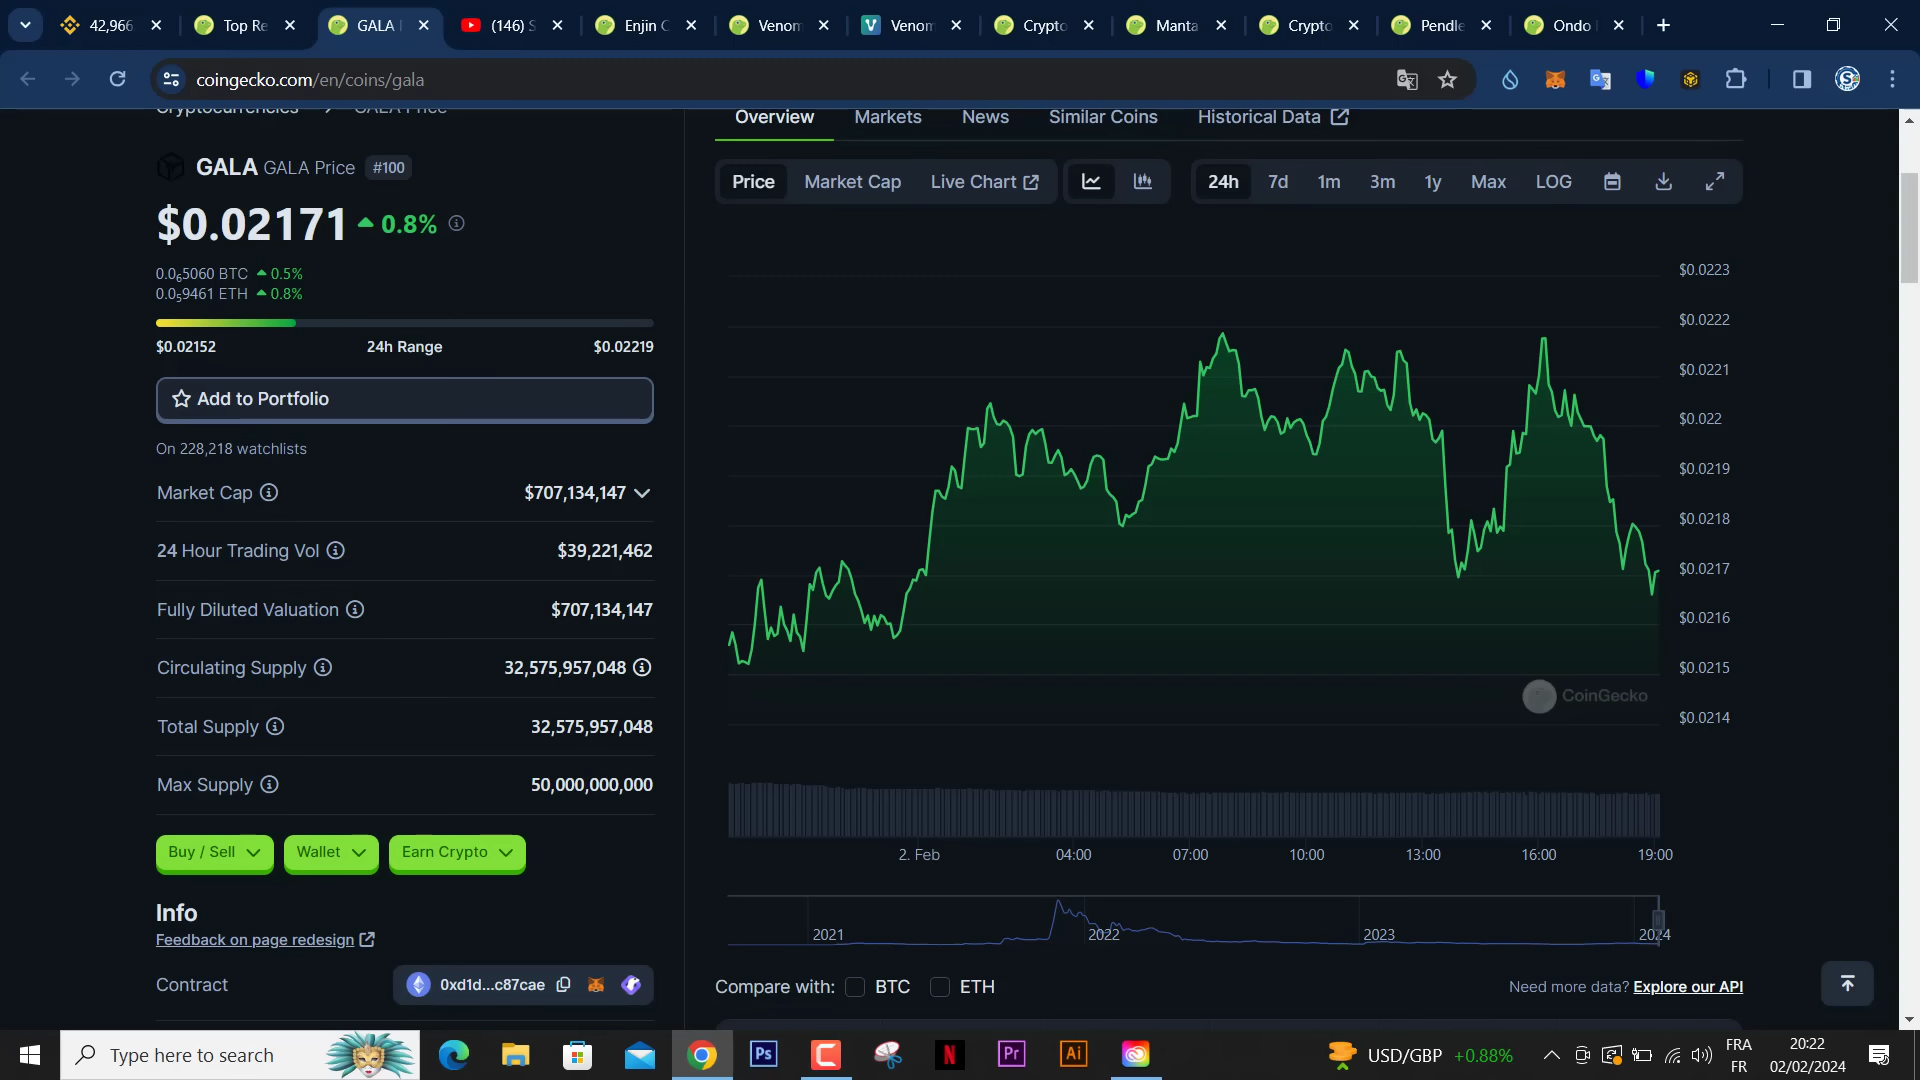 42,966
Top Re
GALA
(146) S
Enjin C
Venom
Venom
Crypto
Manta
Crypto
Pendle
Ondo
coingecko.com/en/coins/gala
Cryptocurrencies > GALA Price
Overview Markets News Similar Coins Historical Data
GALA GALA Price #100
Price Market Cap Live Chart 24h 7d 1m 3m 1y Max LOG
$0.02171 0.8%
0.0₆5060 BTC 0.5%
0.0₅9461 ETH 0.8%
$0.02152 24h Range $0.02219
Add to Portfolio
On 228,218 watchlists
Market Cap $707,134,147
24 Hour Trading Vol $39,221,462
Fully Diluted Valuation $707,134,147
Circulating Supply 32,575,957,048
Total Supply 32,575,957,048
Max Supply 50,000,000,000
Buy / Sell Wallet Earn Crypto
Info
Feedback on page redesign
Contract 0xd1d...c87cae
$0.0223
$0.0222
$0.0221
$0.022
$0.0219
$0.0218
$0.0217
$0.0216
$0.0215
$0.0214
CoinGecko
2. Feb 04:00 07:00 10:00 13:00 16:00 19:00
2021 2022 2023 2024
Compare with: BTC ETH
Need more data? Explore our API
Type here to search
Ps
N
Pr
Ai
USD/GBP +0.88%
FRA
FR
20:22
02/02/2024